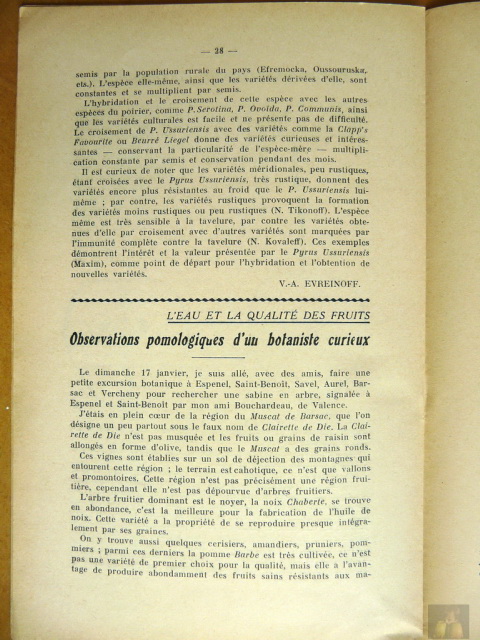 — 28 —
semis par la population rurale du pays (Efremocka, Oussouruska,
ets.). L'espèce elle-même, ainsi que les variétés dérivées d'elle, sont
constantes et se multiplient par semis.
L'hybridation et le croisement de cette espèce avec les autres
espèces du poirier, comme P. Serotina, P. Ovoïda, P. Communis, ainsi
que les variétés culturales est facile et ne présente pas de difficulté.
Le croisement de P. Ussuriensis avec des variétés comme la Clapp's
Favourite ou Beurré Liegel donne des variétés curieuses et intéres-
santes — conservant la particularité de l'espèce-mère — multipli-
cation constante par semis et conservation pendant des mois.
Il est curieux de noter que les variétés méridionales, peu rustiques,
étant croisées avec le Pyrus Ussuriensis, très rustique, donnent des
variétés encore plus résistantes au froid que le P. Ussuriensis lui-
même ; par contre, les variétés rustiques provoquent la formation
des variétés moins rustiques ou peu rustiques (N. Tikonoff). L'espèce
même est très sensible à la tavelure, par contre les variétés obte-
nues d'elle par croisement avec d'autres variétés sont marquées par
l'immunité complète contre la tavelure (N. Kovaleff). Ces exemples
démontrent l'intérêt et la valeur présentée par le Pyrus Ussuriensis
(Maxim), comme point de départ pour l'hybridation et l'obtention de
nouvelles variétés.
V.-A. EVREINOFF.
L'EAU ET LA QUALITÉ DES FRUITS
Observations pomologiques d'un botaniste curieux
Le dimanche 17 janvier, je suis allé, avec des amis, faire une
petite excursion botanique à Espenel, Saint-Benoît, Savel, Aurel, Bar-
sac et Vercheny pour rechercher une sabine en arbre, signalée à
Espenel et Saint-Benoît par mon ami Bouchardeau, de Valence.
J'étais en plein cœur de la région du Muscat de Barsac, que l'on
désigne un peu partout sous le faux nom de Clairette de Die. La Clai-
rette de Die n'est pas musquée et les fruits ou grains de raisin sont
allongés en forme d'olive, tandis que le Muscat a des grains ronds.
Ces vignes sont établies sur un sol de déjection des montagnes qui
entourent cette région ; le terrain est cahotique, ce n'est que vallons
et promontoires. Cette région n'est pas précisément une région frui-
tière, cependant elle n'est pas dépourvue d'arbres fruitiers.
L'arbre fruitier dominant est le noyer, la noix Chaberte, se trouve
en abondance, c'est la meilleure pour la fabrication de l'huile de
noix. Cette variété a la propriété de se reproduire presque intégra-
lement par ses graines.
On y trouve aussi quelques cerisiers, amandiers, pruniers, pom-
miers ; parmi ces derniers la pomme Barbe est très cultivée, ce n'est
pas une variété de premier choix pour la qualité, mais elle a l'avan-
tage de produire abondamment des fruits sains résistants aux ma-